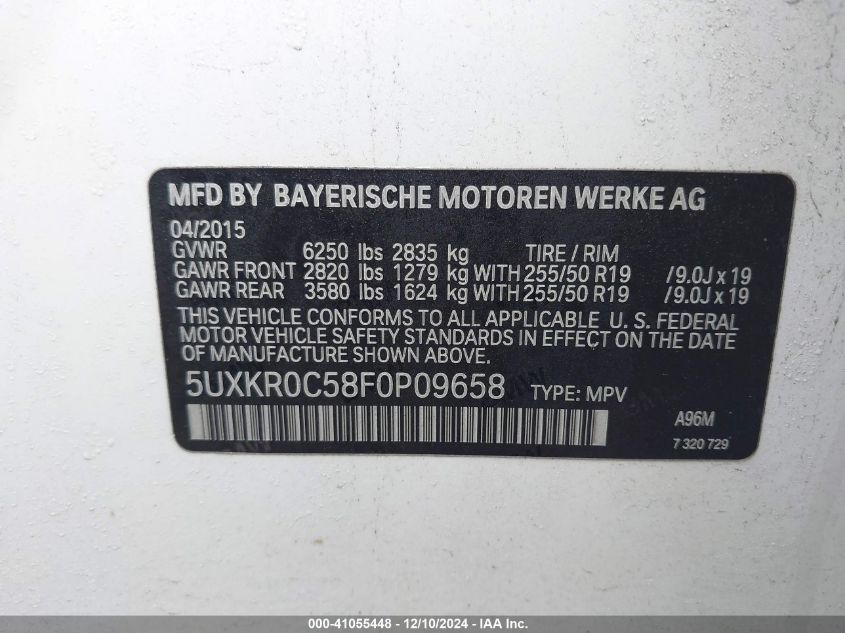 MFD BY BAYERISCHE MOTOREN WERKE AG
04/2015
GVWR 6250 lbs 2835 kg TIRE / RIM
GAWR FRONT 2820 lbs 1279 kg WITH 255/50 R19 /9.0J x 19
GAWR REAR 3580 lbs 1624 kg WITH 255/50 R19 /9.0J x 19
THIS VEHICLE CONFORMS TO ALL APPLICABLE U. S. FEDERAL
MOTOR VEHICLE SAFETY STANDARDS IN EFFECT ON THE DATE
OF MANUFACTURE SHOWN ABOVE.
5UXKR0C58F0P09658 TYPE: MPV
A96M
7 320 729
000-41055448 - 12/10/2024 - IAA Inc.